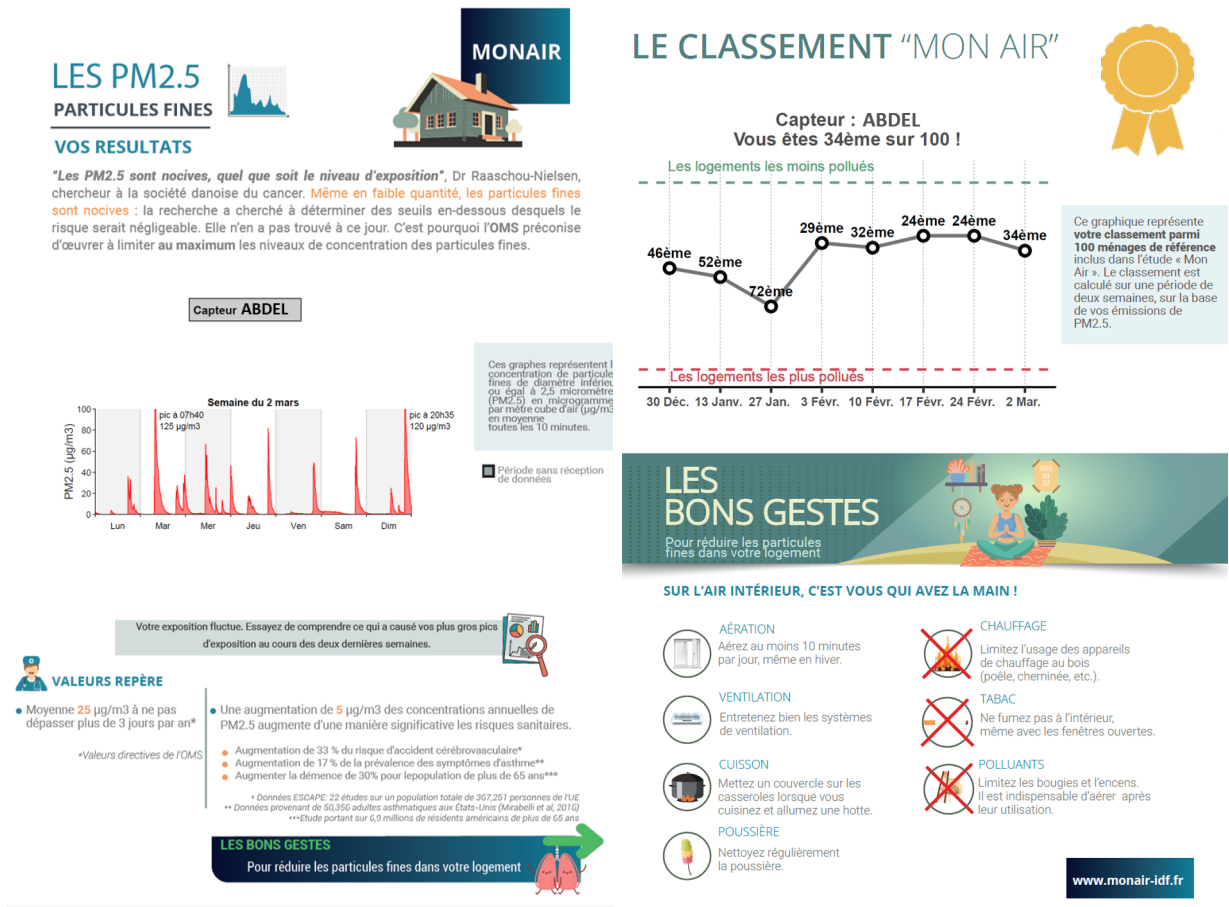 MONAIR
LES PM2.5
PARTICULES FINES
VOS RESULTATS
"Les PM2.5 sont nocives, quel que soit le niveau d'exposition", Dr Raaschou-Nielsen,
chercheur à la société danoise du cancer. Même en faible quantité, les particules fines
sont nocives : la recherche a cherché à déterminer des seuils en-dessous desquels le
risque serait négligeable. Elle n'en a pas trouvé à ce jour. C'est pourquoi l'OMS préconise
d'œuvrer à limiter au maximum les niveaux de concentration des particules fines.
Capteur ABDEL
Ces graphes représentent l
concentration de particule
fines de diamètre inférieu
ou égal à 2,5 micromètre
(PM2.5) en microgramme
par mètre cube d'air (µg/m3
en moyenne
toutes les 10 minutes.
Période sans réception
de données
Semaine du 2 mars
PM2.5 (µg/m3)
100
80
60
40
20
0
pic à 07h40
125 µg/m3
pic à 20h35
120 µg/m3
Lun Mar Mer Jeu Ven Sam Dim
Votre exposition fluctue. Essayez de comprendre ce qui a causé vos plus gros pics
d'exposition au cours des deux dernières semaines.
VALEURS REPÈRE
Moyenne 25 µg/m3 à ne pas
dépasser plus de 3 jours par an*
*Valeurs directives de l'OMS
Une augmentation de 5 µg/m3 des concentrations annuelles de
PM2.5 augmente d'une manière significative les risques sanitaires.
Augmentation de 33 % du risque d'accident cérébrovasculaire*
Augmentation de 17 % de la prévalence des symptômes d'asthme**
Augmenter la démence de 30% pour lepopulation de plus de 65 ans***
* Données ESCAPE: 22 études sur un population totale de 367,251 personnes de l'UE
** Données provenant de 50,356 adultes asthmatiques aux États-Unis (Mirabelli et al, 2016)
***Etude portant sur 6,9 millions de résidents américains de plus de 65 ans
LES BONS GESTES
Pour réduire les particules fines dans votre logement
LE CLASSEMENT "MON AIR"
Capteur : ABDEL
Vous êtes 34ème sur 100 !
Les logements les moins pollués
46ème 52ème 72ème 29ème 32ème 24ème 24ème 34ème
Les logements les plus pollués
30 Déc. 13 Janv. 27 Jan. 3 Févr. 10 Févr. 17 Févr. 24 Févr. 2 Mar.
Ce graphique représente
votre classement parmi
100 ménages de référence
inclus dans l'étude « Mon
Air ». Le classement est
calculé sur une période de
deux semaines, sur la base
de vos émissions de
PM2.5.
LES
BONS GESTES
Pour réduire les particules
fines dans votre logement
SUR L'AIR INTÉRIEUR, C'EST VOUS QUI AVEZ LA MAIN !
AÉRATION
Aérez au moins 10 minutes
par jour, même en hiver.
VENTILATION
Entretenez bien les systèmes
de ventilation.
CUISSON
Mettez un couvercle sur les
casseroles lorsque vous
cuisinez et allumez une hotte.
POUSSIÈRE
Nettoyez régulièrement
la poussière.
CHAUFFAGE
Limitez l'usage des appareils
de chauffage au bois
(poêle, cheminée, etc.).
TABAC
Ne fumez pas à l'intérieur,
même avec les fenêtres ouvertes.
POLLUANTS
Limitez les bougies et l'encens.
Il est indispensable d'aérer après
leur utilisation.
www.monair-idf.fr